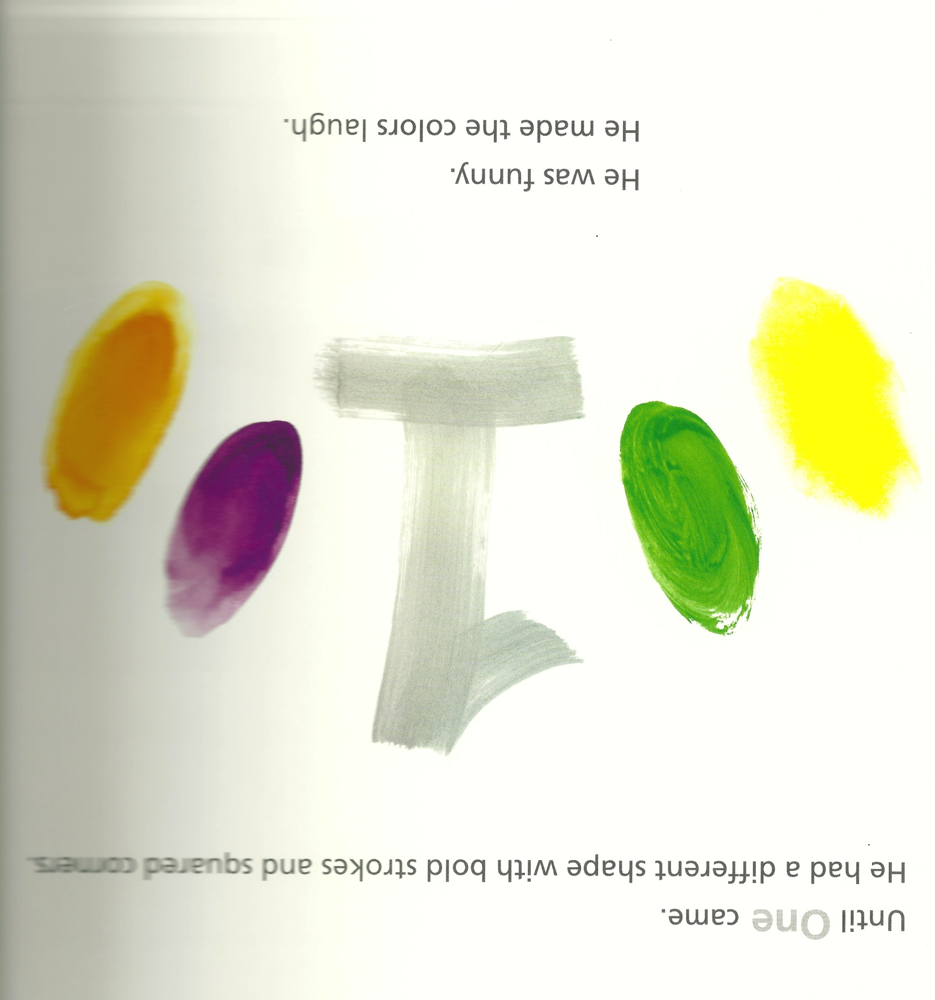 Until One came.
He had a different shape with bold strokes and squared corners.
He was funny.
He made the colors laugh.